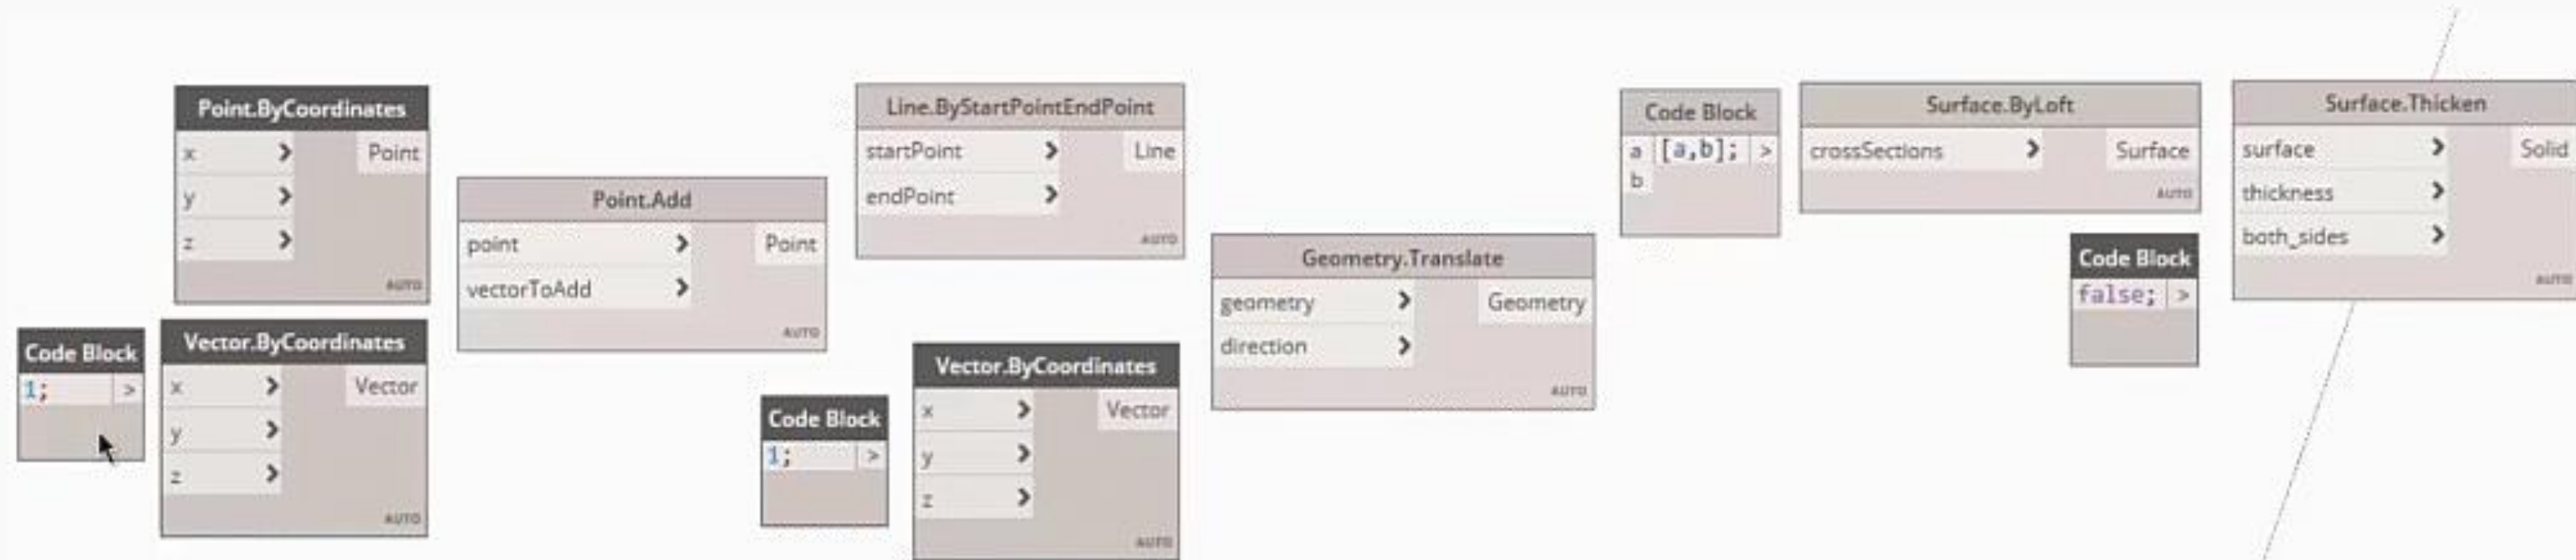 Point.ByCoordinates
x > Point
y >
z >
AUTO
Code Block
1; >
Vector.ByCoordinates
x > Vector
y >
z >
AUTO
Point.Add
point > Point
vectorToAdd >
AUTO
Line.ByStartPointEndPoint
startPoint > Line
endPoint >
AUTO
Code Block
1; >
Vector.ByCoordinates
x > Vector
y >
z >
AUTO
Geometry.Translate
geometry > Geometry
direction >
AUTO
Code Block
a [a,b]; >
b
Surface.ByLoft
crossSections > Surface
AUTO
Code Block
false; >
Surface.Thicken
surface > Solid
thickness >
both_sides >
AUTO